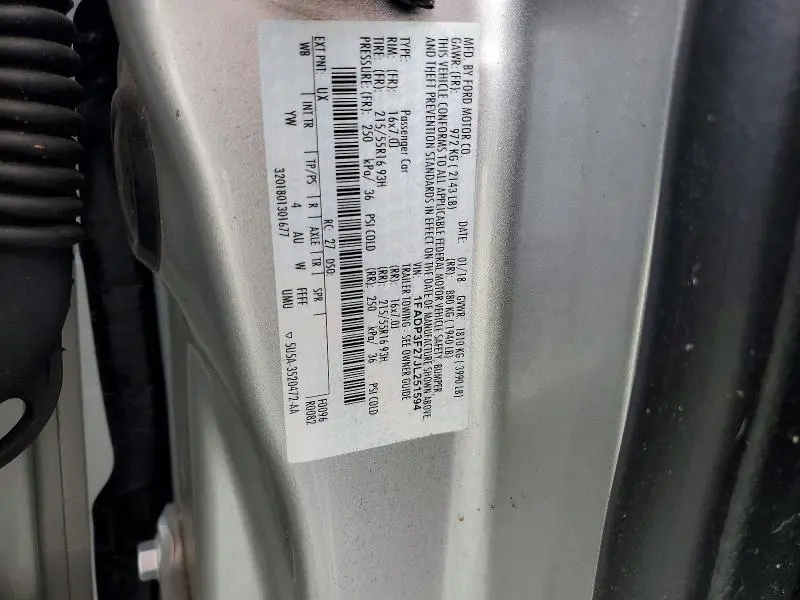 MFD. BY FORD MOTOR CO.
DATE: 01/18 GVWR: 1810 KG (3990 LB)
GAWR: (FR): 972 KG (2143 LB) (RR): 880 KG (1940 LB)
THIS VEHICLE CONFORMS TO ALL APPLICABLE FEDERAL MOTOR VEHICLE SAFETY, BUMPER
AND THEFT PREVENTION STANDARDS IN EFFECT ON THE DATE OF MANUFACTURE SHOWN ABOVE.
VIN: 1FADP3F27JL251594
TYPE: Passenger Car TRAILER TOWING - SEE OWNER GUIDE
RIM: (FR): 16x7.0J (RR): 16x7.0J
TIRE: (FR): 215/55R16 93H (RR): 215/55R16 93H
PRESSURE: (FR): 250 kPa/ 36 PSI COLD (RR): 250 kPa/ 36 PSI COLD
EXT PNT: UX RC: 27 DSO: F0096
R0082
WB INT TR TP/PS R AXLE TR SPR
YW 4 AU W FFFF
UMU
3201801301677 5U5A-3520472-AA